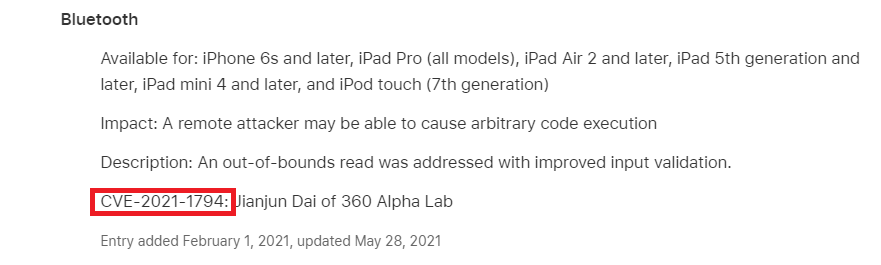 Bluetooth
Available for: iPhone 6s and later, iPad Pro (all models), iPad Air 2 and later, iPad 5th generation and
later, iPad mini 4 and later, and iPod touch (7th generation)
Impact: A remote attacker may be able to cause arbitrary code execution
Description: An out-of-bounds read was addressed with improved input validation.
CVE-2021-1794: Jianjun Dai of 360 Alpha Lab
Entry added February 1, 2021, updated May 28, 2021